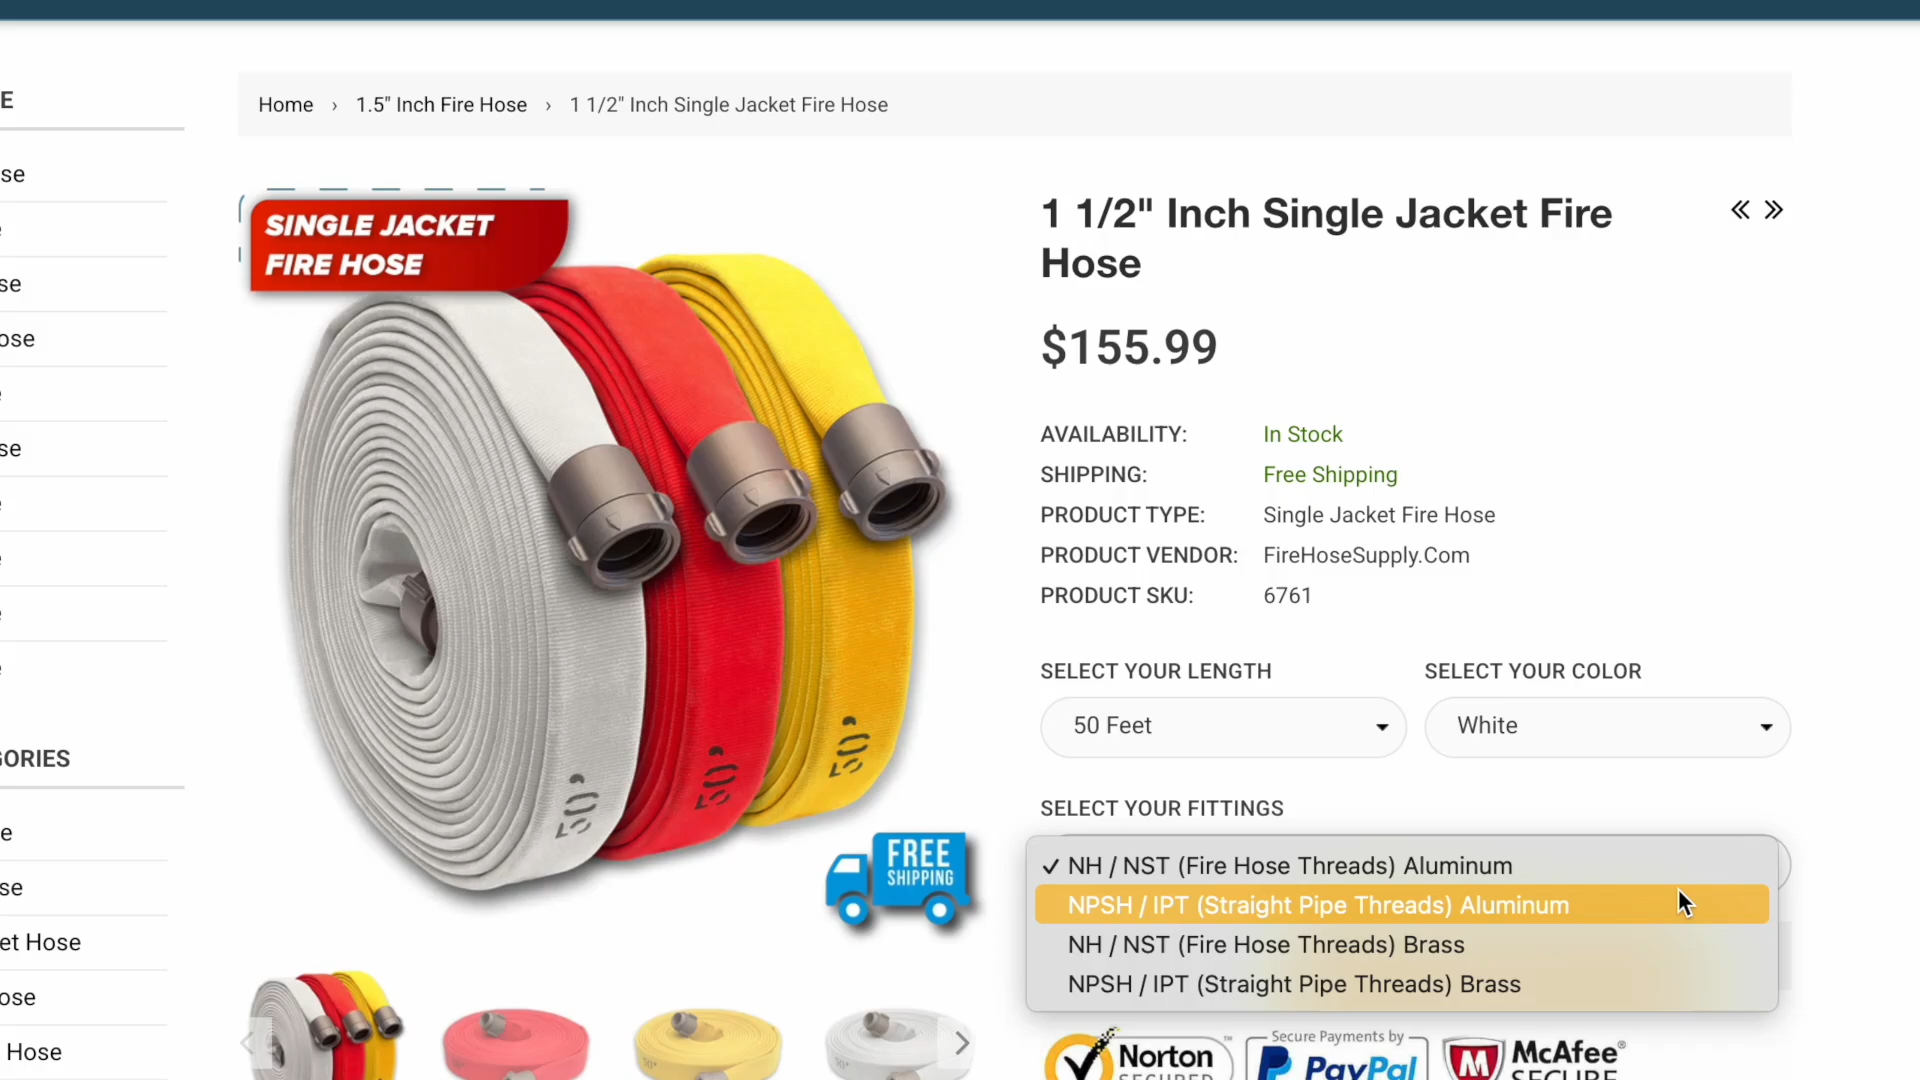 E
Home › 1.5" Inch Fire Hose › 1 1/2" Inch Single Jacket Fire Hose
se
e
se
ose
e
se
e
e
e
e
GORIES
e
se
et Hose
ose
Hose
SINGLE JACKET
FIRE HOSE
50'
50'
50'
FREE
SHIPPING
1 1/2" Inch Single Jacket Fire
Hose
$155.99
AVAILABILITY: In Stock
SHIPPING: Free Shipping
PRODUCT TYPE: Single Jacket Fire Hose
PRODUCT VENDOR: FireHoseSupply.Com
PRODUCT SKU: 6761
SELECT YOUR LENGTH SELECT YOUR COLOR
50 Feet White
SELECT YOUR FITTINGS
✓ NH / NST (Fire Hose Threads) Aluminum
NPSH / IPT (Straight Pipe Threads) Aluminum
NH / NST (Fire Hose Threads) Brass
NPSH / IPT (Straight Pipe Threads) Brass
Norton
SECURED
Secure Payments by
PayPal
McAfee
SECURE